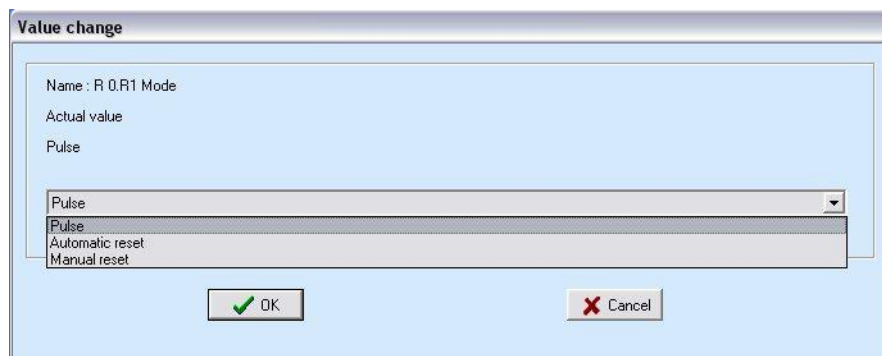 Value change
Name : R 0.R1 Mode
Actual value
Pulse
Pulse
Pulse
Automatic reset
Manual reset
OK
Cancel